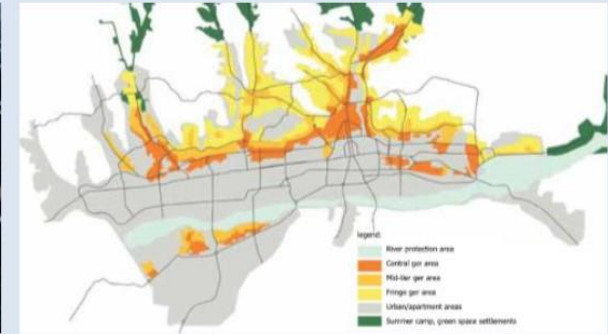 legend:
River protection area
Central ger area
Mid-tier ger area
Fringe ger area
Urban/apartment areas
Summer camp, green space settlements